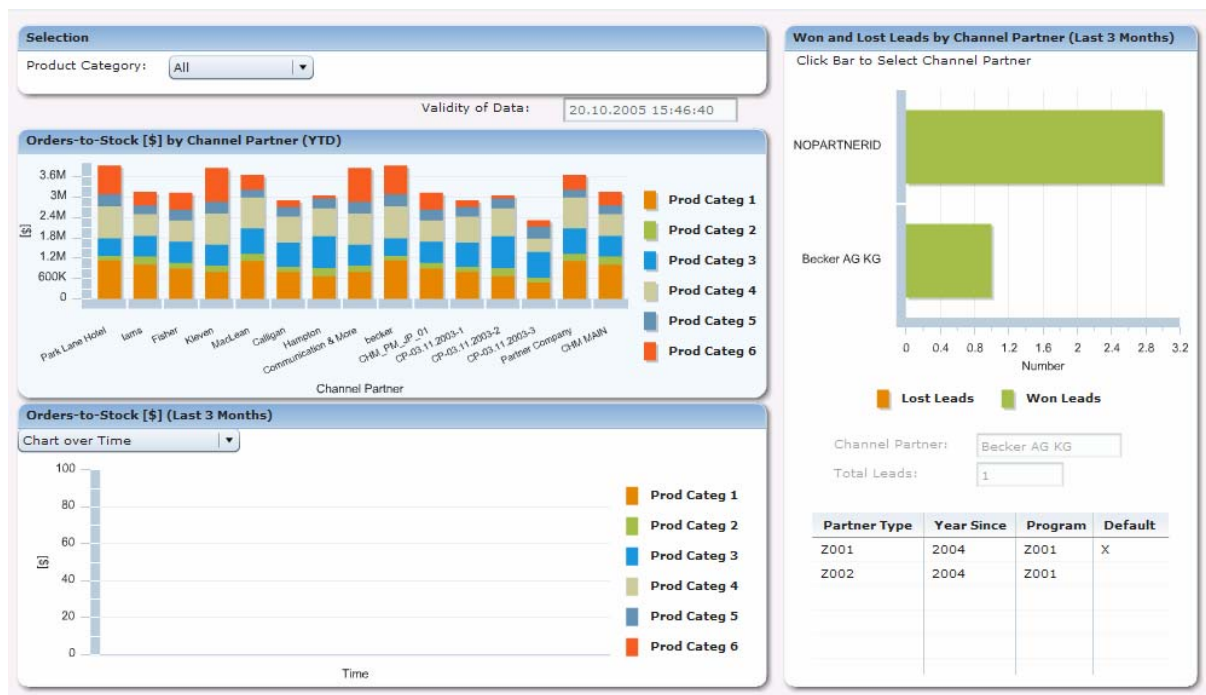 Selection
Product Category: All
Validity of Data: 20.10.2005 15:46:40
Orders-to-Stock [$] by Channel Partner (YTD)
3.6M
3M
2.4M
1.8M
1.2M
600K
0
[$]
Park Lane Hotel
Iams
Fisher
Kleven
MacLean
Calligan
Hampton
Communication & More
becker
CHM_PM_JP_01
CP-03.11.2003-1
CP-03.11.2003-2
CP-03.11.2003-3
Partner Company
CHM MAIN
Channel Partner
Prod Categ 1
Prod Categ 2
Prod Categ 3
Prod Categ 4
Prod Categ 5
Prod Categ 6
Orders-to-Stock [$] (Last 3 Months)
Chart over Time
100
80
60
40
20
0
[$]
Time
Prod Categ 1
Prod Categ 2
Prod Categ 3
Prod Categ 4
Prod Categ 5
Prod Categ 6
Won and Lost Leads by Channel Partner (Last 3 Months)
Click Bar to Select Channel Partner
NOPARTNERID
Becker AG KG
0 0.4 0.8 1.2 1.6 2 2.4 2.8 3.2
Number
Lost Leads Won Leads
Channel Partner: Becker AG KG
Total Leads: 1
Partner Type Year Since Program Default
Z001 2004 Z001 X
Z002 2004 Z001